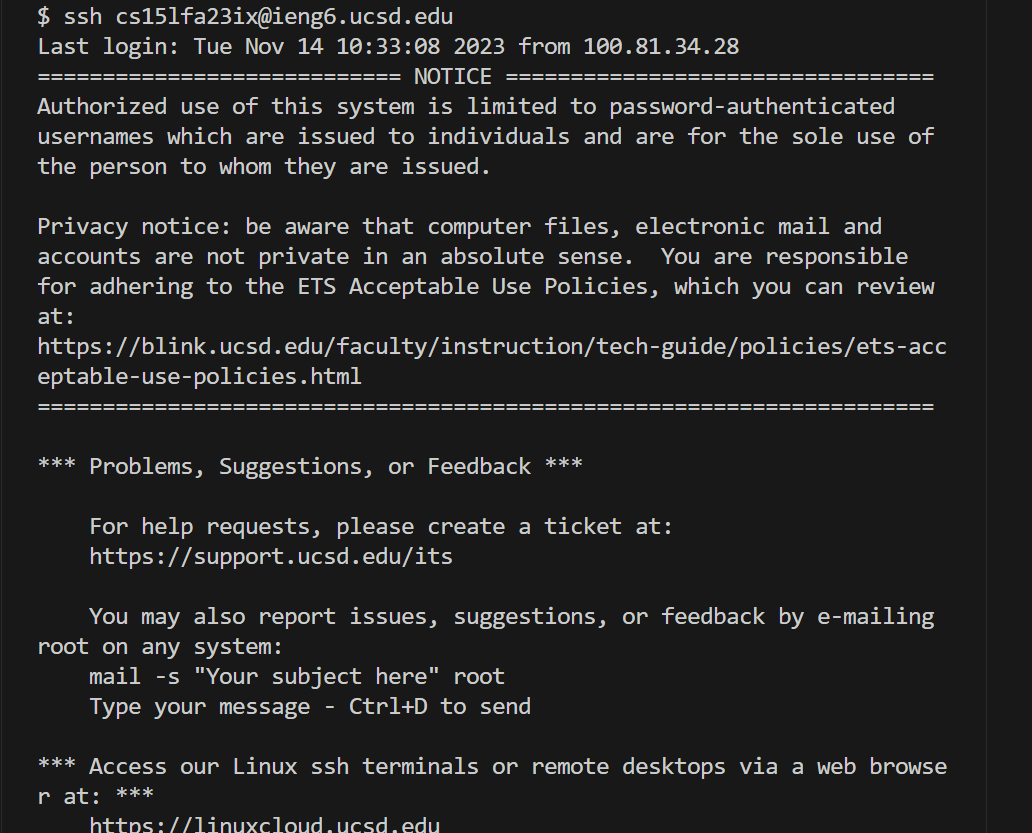 $ ssh cs15lfa23ix@ieng6.ucsd.edu
Last login: Tue Nov 14 10:33:08 2023 from 100.81.34.28
============================ NOTICE =================================
Authorized use of this system is limited to password-authenticated
usernames which are issued to individuals and are for the sole use of
the person to whom they are issued.

Privacy notice: be aware that computer files, electronic mail and
accounts are not private in an absolute sense.  You are responsible
for adhering to the ETS Acceptable Use Policies, which you can review
at:
https://blink.ucsd.edu/faculty/instruction/tech-guide/policies/ets-acc
eptable-use-policies.html
=====================================================================

*** Problems, Suggestions, or Feedback ***

    For help requests, please create a ticket at:
    https://support.ucsd.edu/its

    You may also report issues, suggestions, or feedback by e-mailing
root on any system:
    mail -s "Your subject here" root
    Type your message - Ctrl+D to send

*** Access our Linux ssh terminals or remote desktops via a web browse
r at: ***
    https://linuxcloud.ucsd.edu